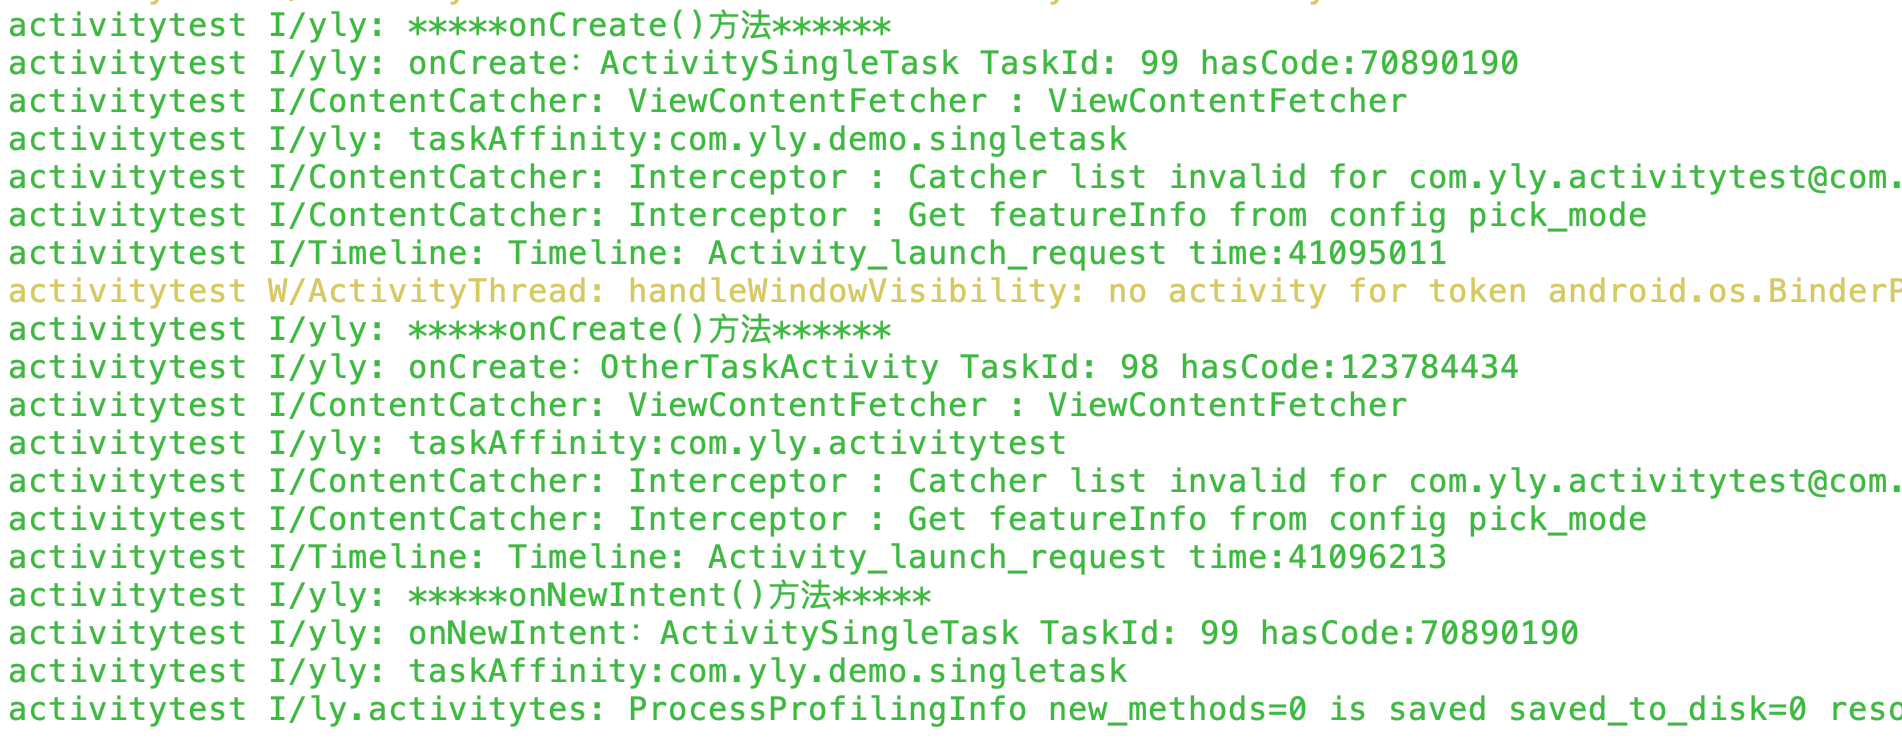 activitytest I/yly: *****onCreate()方法******
activitytest I/yly: onCreate：ActivitySingleTask TaskId: 99 hasCode:70890190
activitytest I/ContentCatcher: ViewContentFetcher : ViewContentFetcher
activitytest I/yly: taskAffinity:com.yly.demo.singletask
activitytest I/ContentCatcher: Interceptor : Catcher list invalid for com.yly.activitytest@com.
activitytest I/ContentCatcher: Interceptor : Get featureInfo from config pick_mode
activitytest I/Timeline: Timeline: Activity_launch_request time:41095011
activitytest W/ActivityThread: handleWindowVisibility: no activity for token android.os.BinderP
activitytest I/yly: *****onCreate()方法******
activitytest I/yly: onCreate：OtherTaskActivity TaskId: 98 hasCode:123784434
activitytest I/ContentCatcher: ViewContentFetcher : ViewContentFetcher
activitytest I/yly: taskAffinity:com.yly.activitytest
activitytest I/ContentCatcher: Interceptor : Catcher list invalid for com.yly.activitytest@com.
activitytest I/ContentCatcher: Interceptor : Get featureInfo from config pick_mode
activitytest I/Timeline: Timeline: Activity_launch_request time:41096213
activitytest I/yly: *****onNewIntent()方法*****
activitytest I/yly: onNewIntent：ActivitySingleTask TaskId: 99 hasCode:70890190
activitytest I/yly: taskAffinity:com.yly.demo.singletask
activitytest I/ly.activitytes: ProcessProfilingInfo new_methods=0 is saved saved_to_disk=0 reso